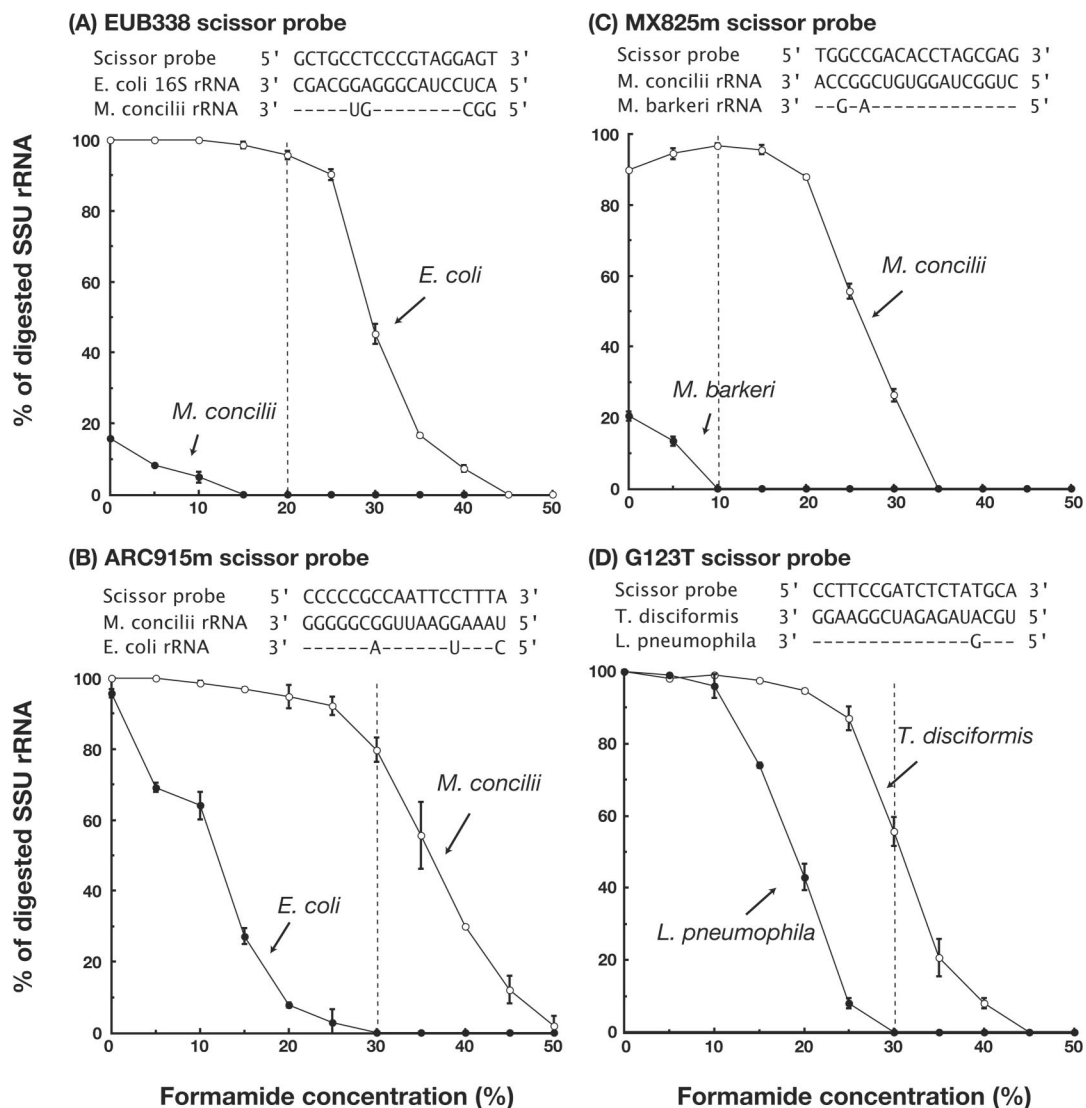 (A) EUB338 scissor probe
Scissor probe 5' GCTGCCTCCCGTAGGAGT 3'
E. coli 16S rRNA 3' CGACGGAGGGCAUCCUCA 5'
M. concilii rRNA 3' -----UG-------CGG 5'
% of digested SSU rRNA
100
80
60
40
20
0
M. concilii
E. coli
0 10 20 30 40 50
(B) ARC915m scissor probe
Scissor probe 5' CCCCCGCCAATTCCTTTA 3'
M. concilii rRNA 3' GGGGGCGGUUAAGGAAAU 5'
E. coli rRNA 3' ------A------U---C 5'
% of digested SSU rRNA
100
80
60
40
20
0
E. coli
M. concilii
0 10 20 30 40 50
Formamide concentration (%)
(C) MX825m scissor probe
Scissor probe 5' TGGCCGACACCTAGCGAG 3'
M. concilii rRNA 3' ACCGGCUGUGGAUCGGUC 5'
M. barkeri rRNA 3' --G-A------------- 5'
100
80
60
40
20
0
M. concilii
M. barkeri
0 10 20 30 40 50
(D) G123T scissor probe
Scissor probe 5' CCTTCCGATCTCTATGCA 3'
T. disciformis 3' GGAAGGCUAGAGAUACGU 5'
L. pneumophila 3' --------------G--- 5'
100
80
60
40
20
0
T. disciformis
L. pneumophila
0 10 20 30 40 50
Formamide concentration (%)